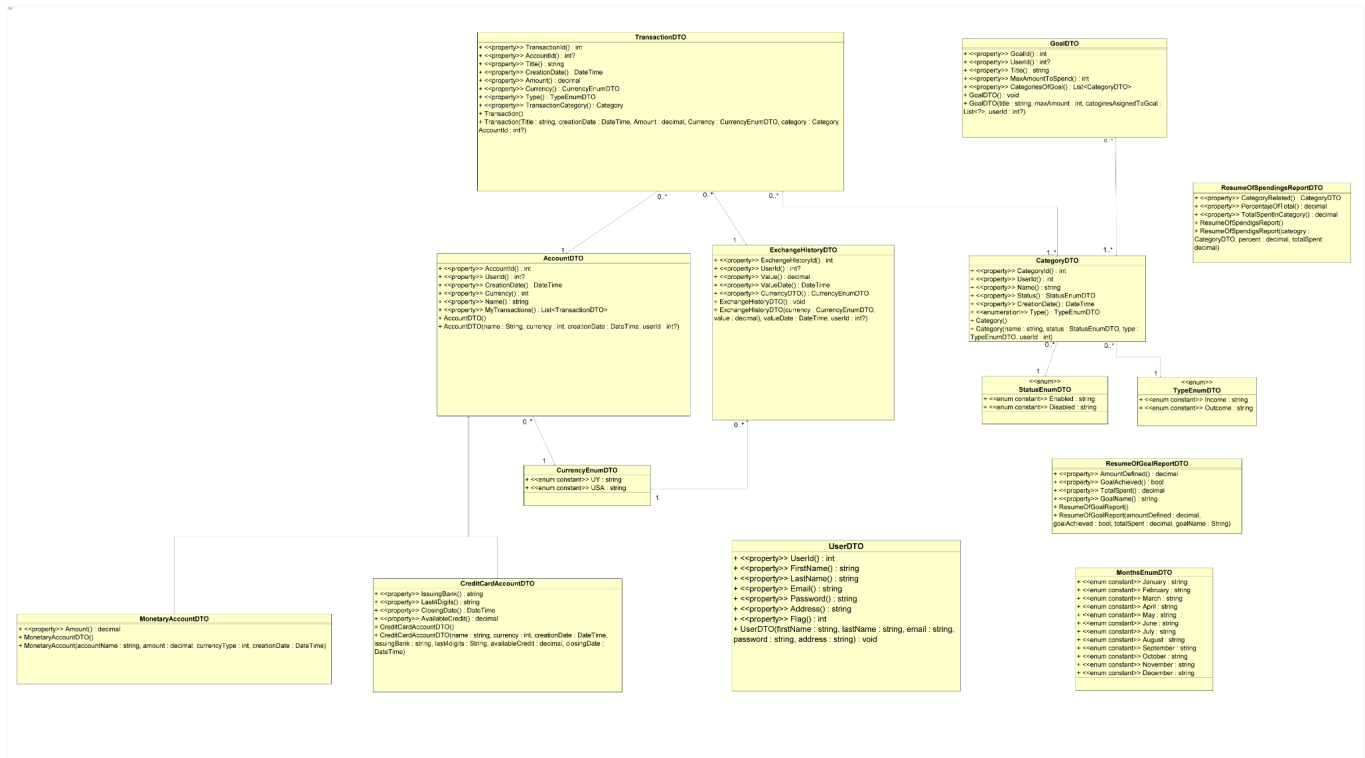 TransactionDTO
+ <<property>> TransactionId() : int
+ <<property>> AccountId() : int?
+ <<property>> Title() : string
+ <<property>> CreationDate() : DateTime
+ <<property>> Amount() : decimal
+ <<property>> Currency() : CurrencyEnumDTO
+ <<property>> Type() : TypeEnumDTO
+ <<property>> TransactionCategory() : Category
+ Transaction()
+ Transaction(Title : string, creationDate : DateTime, Amount : decimal, Currency : CurrencyEnumDTO, category : Category,
AccountId : int?)
0..*
0..*
0..*
GoalDTO
+ <<property>> GoalId() : int
+ <<property>> UserId() : int?
+ <<property>> Title() : string
+ <<property>> MaxAmountToSpend() : int
+ <<property>> CategoriesOfGoal() : List<CategoryDTO>
+ GoalDTO() : void
+ GoalDTO(title : string, maxAmount : int, catogiresAsignedToGoal :
List<?>, userId : int?)
0..*
ResumeOfSpendingsReportDTO
+ <<property>> CategoryRelated() : CategoryDTO
+ <<property>> PercentajeOfTotal() : decimal
+ <<property>> TotalSpentInCategory() : decimal
+ ResumeOfSpendigsReport()
+ ResumeOfSpendigsReport(cateogry :
CategoryDTO, percent : decimal, totalSpent :
decimal)
1
AccountDTO
+ <<property>> AccountId() : int
+ <<property>> UserId() : int?
+ <<property>> CreationDate() : DateTime
+ <<property>> Currency() : int
+ <<property>> Name() : string
+ <<property>> MyTransactions() : List<TransactionDTO>
+ AccountDTO()
+ AccountDTO(name : String, currency : int, creationDate : DateTime, userId : int?)
0..*
1
ExchangeHistoryDTO
+ <<property>> ExchangeHistoryId() : int
+ <<property>> UserId() : int?
+ <<property>> Value() : decimal
+ <<property>> ValueDate() : DateTime
+ <<property>> CurrencyDTO() : CurrencyEnumDTO
+ ExchangeHistoryDTO() : void
+ ExchangeHistoryDTO(currency : CurrencyEnumDTO,
value : decimal), valueDate : DateTime, userId : int?)
0..*
1..*
1..*
CategoryDTO
+ <<property>> CategoryId() : int
+ <<property>> UserId() : int
+ <<property>> Name() : string
+ <<property>> Status() : StatusEnumDTO
+ <<property>> CreationDate() : DateTime
+ <<enumeration>> Type() : TypeEnumDTO
+ Category()
+ Category(name : string, status : StatusEnumDTO, type :
TypeEnumDTO, userId : int)
0..*
0..*
1
<<enum>>
StatusEnumDTO
+ <<enum constant>> Enabled : string
+ <<enum constant>> Disabled : string
1
<<enum>>
TypeEnumDTO
+ <<enum constant>> Income : string
+ <<enum constant>> Outcome : string
1
CurrencyEnumDTO
+ <<enum constant>> UY : string
+ <<enum constant>> USA : string
1
ResumeOfGoalReportDTO
+ <<property>> AmountDefined() : decimal
+ <<property>> GoalAchieved() : bool
+ <<property>> TotalSpent() : decimal
+ <<property>> GoalName() : string
+ ResumeOfGoalReport()
+ ResumeOfGoalReport(amountDefined : decimal,
goalAchieved : bool, totalSpent : decimal, goalName : String)
MonetaryAccountDTO
+ <<property>> Amount() : decimal
+ MonetaryAccountDTO()
+ MonetaryAccount(accountName : string, amount : decimal, currencyType : int, creationDate : DateTime)
CreditCardAccountDTO
+ <<property>> IssuingBank() : string
+ <<property>> Last4Digits() : string
+ <<property>> ClosingDate() : DateTime
+ <<property>> AvailableCredit() : decimal
+ CreditCardAccountDTO()
+ CreditCardAccountDTO(name : string, currency : int, creationDate : DateTime,
issuingBank : string, last4digits : String, availableCredit : decimal, closingDate :
DateTime)
UserDTO
+ <<property>> UserId() : int
+ <<property>> FirstName() : string
+ <<property>> LastName() : string
+ <<property>> Email() : string
+ <<property>> Password() : string
+ <<property>> Address() : string
+ <<property>> Flag() : int
+ UserDTO(firstName : string, lastName : string, email : string,
password : string, address : string) : void
MonthsEnumDTO
+ <<enum constant>> January : string
+ <<enum constant>> February : string
+ <<enum constant>> March : string
+ <<enum constant>> April : string
+ <<enum constant>> May : string
+ <<enum constant>> June : string
+ <<enum constant>> July : string
+ <<enum constant>> August : string
+ <<enum constant>> September : string
+ <<enum constant>> October : string
+ <<enum constant>> November : string
+ <<enum constant>> December : string